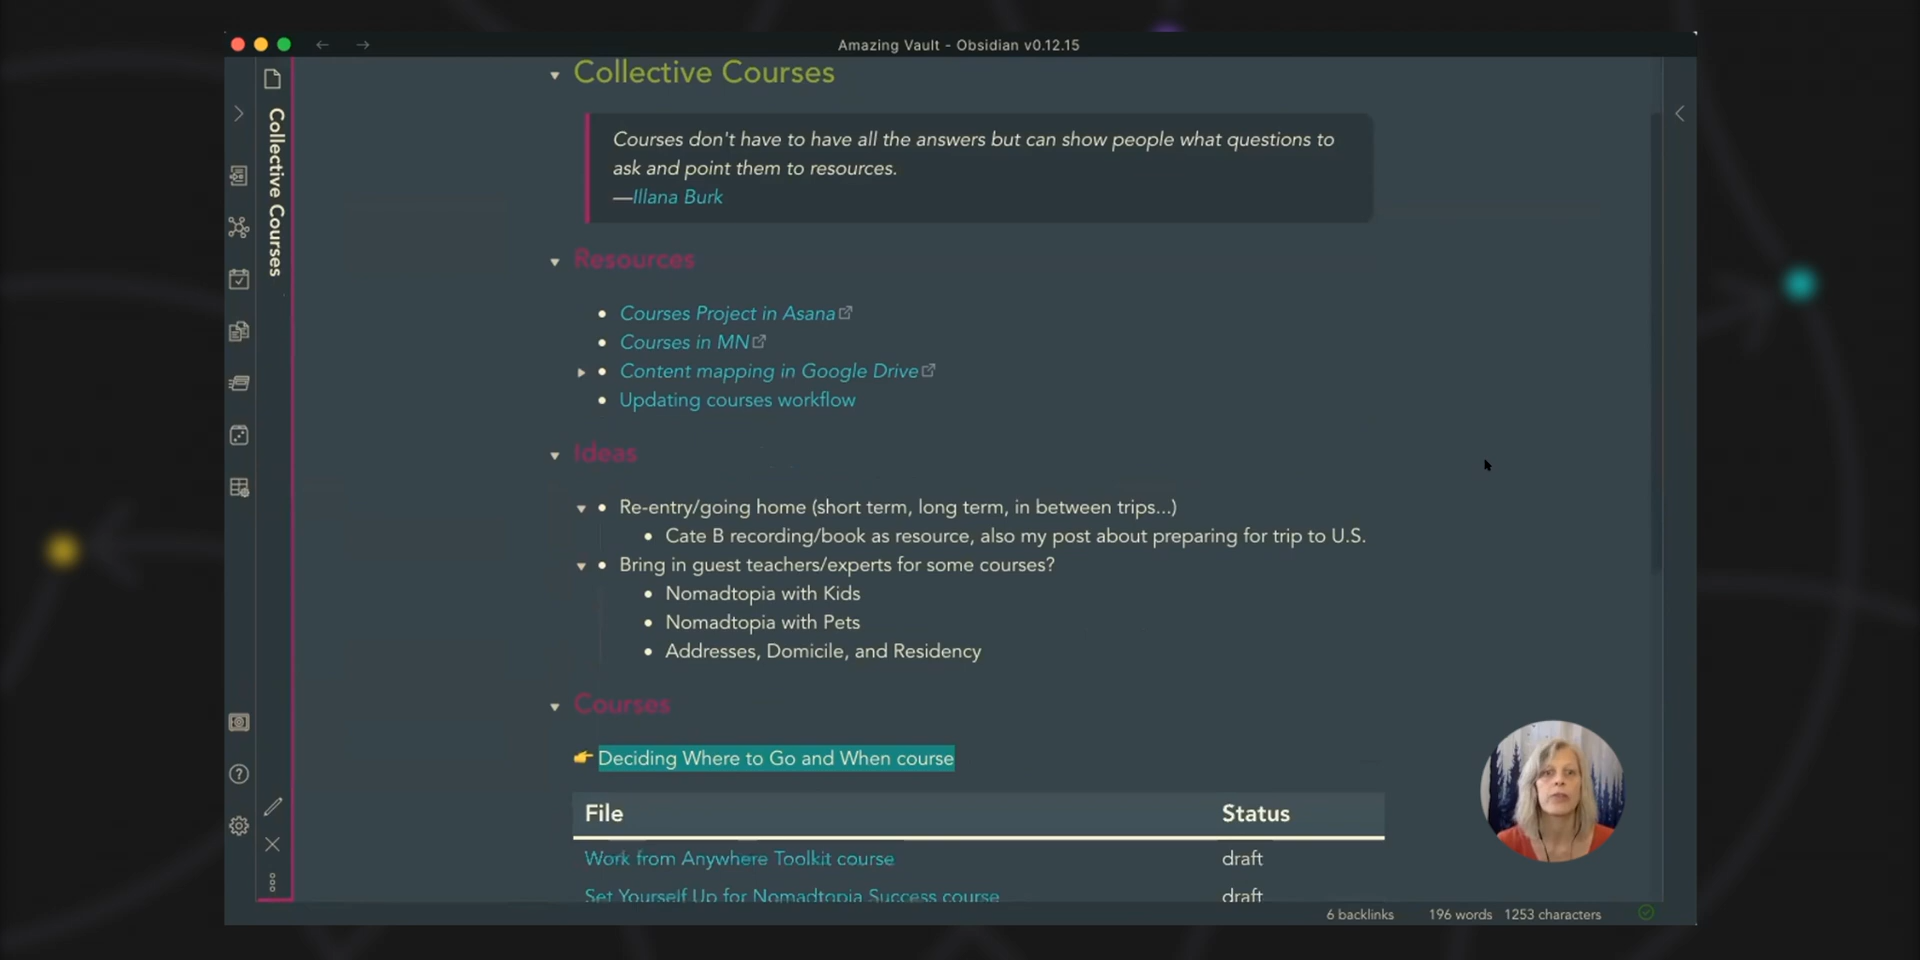 Amazing Vault - Obsidian v0.12.15
Collective Courses
Collective Courses
Courses don't have to have all the answers but can show people what questions to
ask and point them to resources.
—Illana Burk
Resources
Courses Project in Asana
Courses in MN
Content mapping in Google Drive
Updating courses workflow
Ideas
Re-entry/going home (short term, long term, in between trips...)
Cate B recording/book as resource, also my post about preparing for trip to U.S.
Bring in guest teachers/experts for some courses?
Nomadtopia with Kids
Nomadtopia with Pets
Addresses, Domicile, and Residency
Courses
👉 Deciding Where to Go and When course
File Status
Work from Anywhere Toolkit course draft
Set Yourself Up for Nomadtopia Success course draft
6 backlinks 196 words 1253 characters